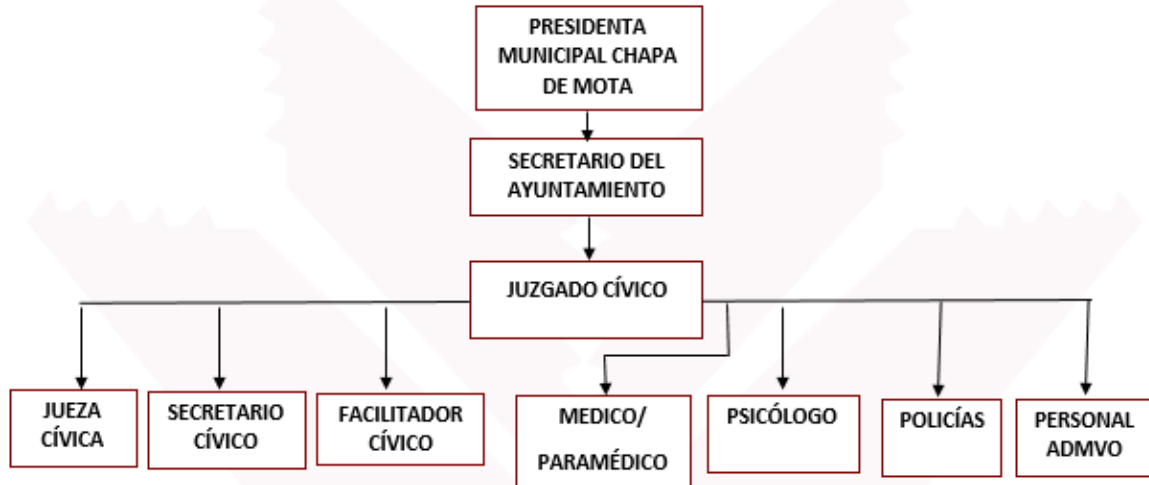 PRESIDENTA
MUNICIPAL CHAPA
DE MOTA
SECRETARIO DEL
AYUNTAMIENTO
JUZGADO CÍVICO
JUEZA
CÍVICA
SECRETARIO
CÍVICO
FACILITADOR
CÍVICO
MEDICO/
PARAMÉDICO
PSICÓLOGO
POLICÍAS
PERSONAL
ADMVO